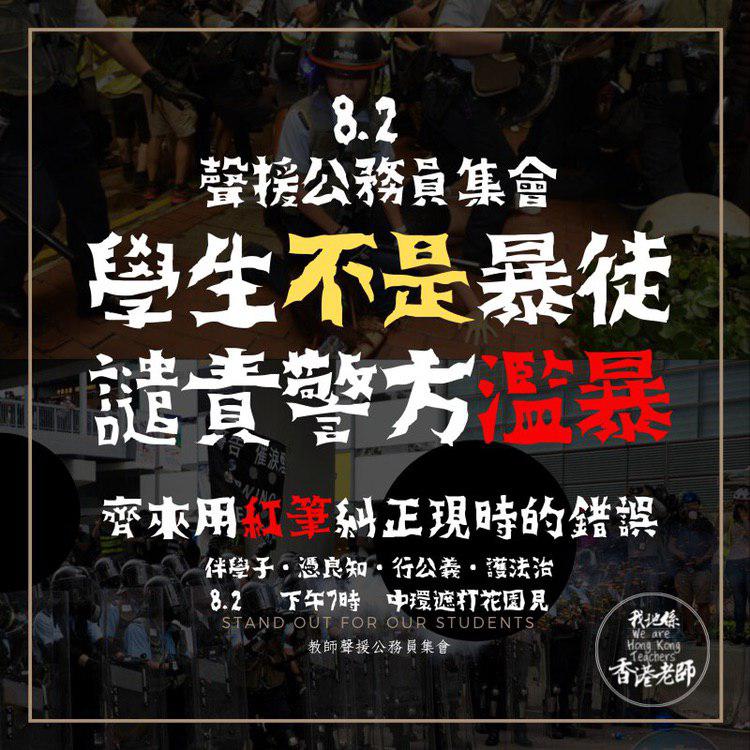 Police
8.2
聲援公務員集會
學生不是暴徒
譴責警方濫暴
齊來用紅筆糾正現時的錯誤
伴學子·憑良知·行公義·護法治
8.2 下午7時 中環遮打花園見
STAND OUT FOR OUR STUDENTS
教師聲援公務員集會
我地係
We are
Hong Kong
Teachers
香港老師